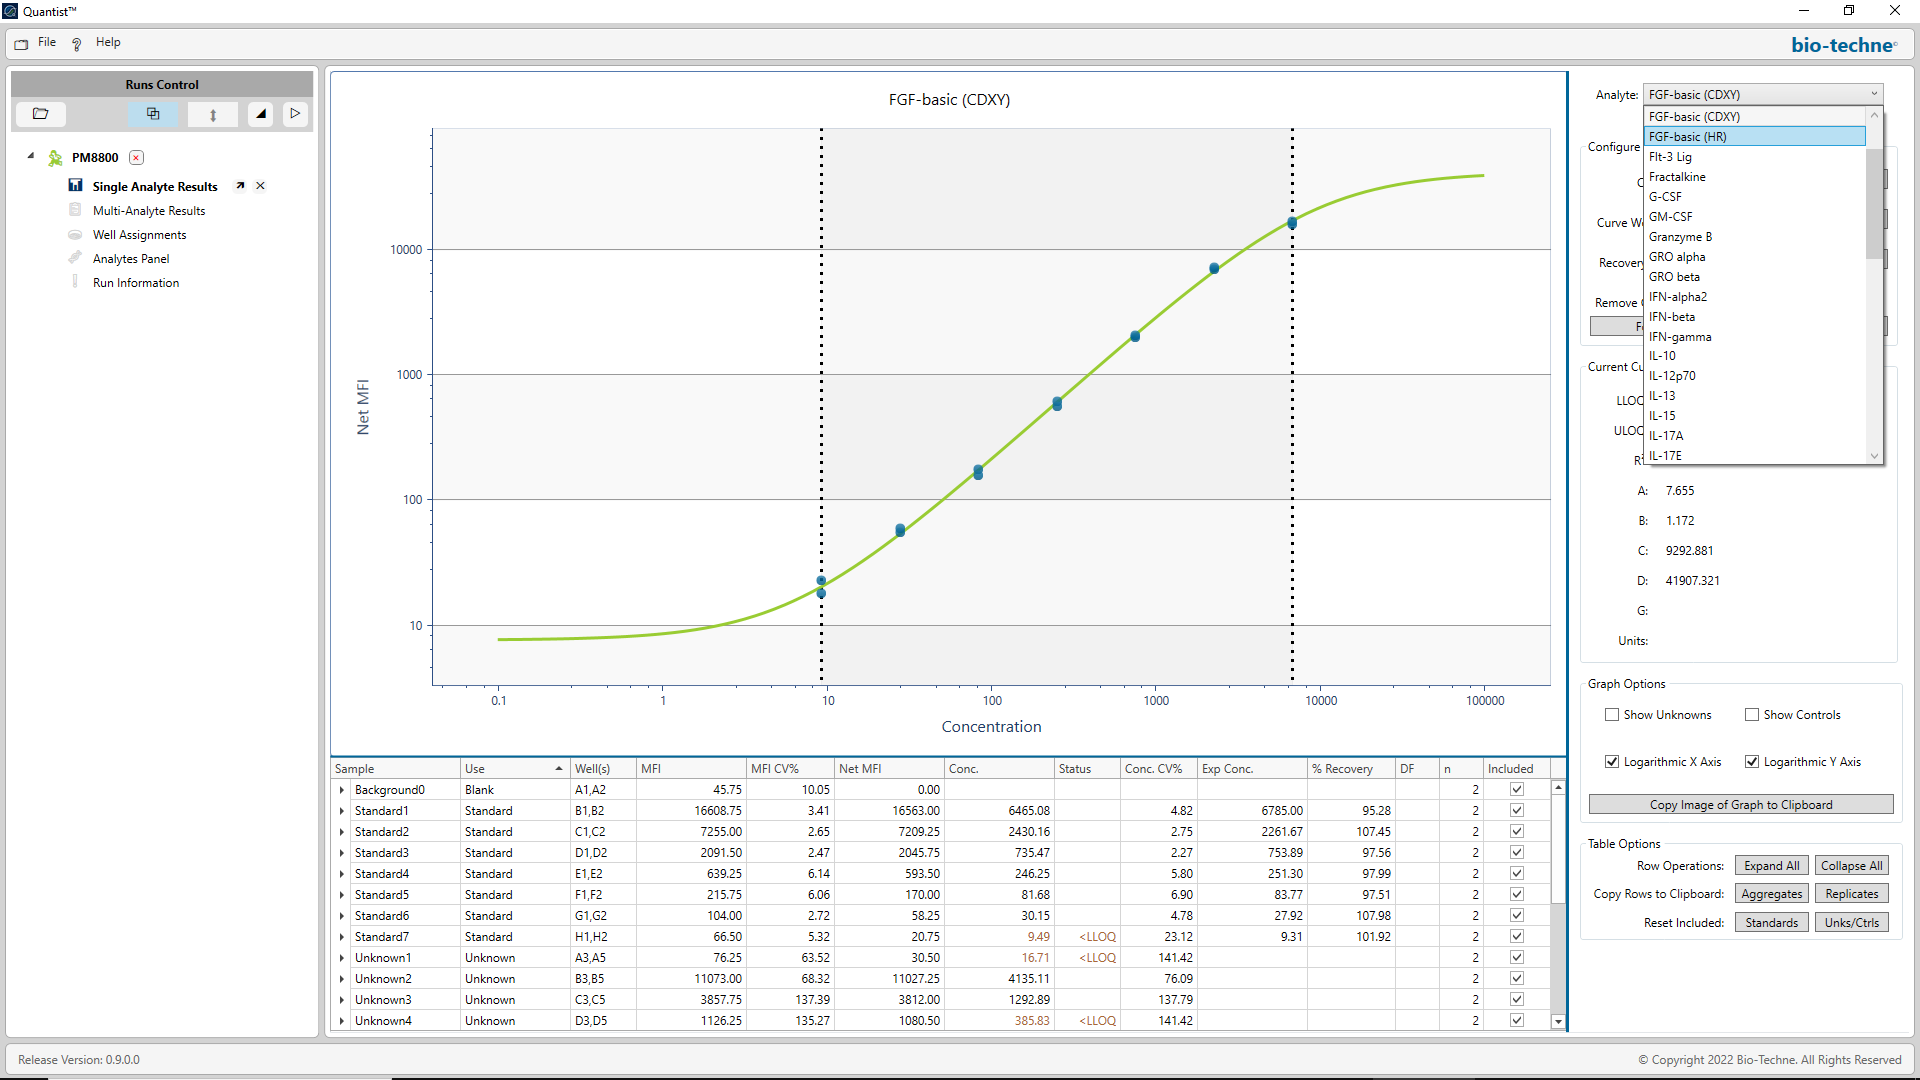 Quantist™
File Help
bio-techne
Runs Control
PM8800
Single Analyte Results
Multi-Analyte Results
Well Assignments
Analytes Panel
Run Information
FGF-basic (CDXY)
Net MFI
10000
1000
100
10
0.1 1 10 100 1000 10000 100000
Concentration
Analyte: FGF-basic (CDXY)
FGF-basic (CDXY)
FGF-basic (HR)
Flt-3 Lig
Fractalkine
G-CSF
GM-CSF
Granzyme B
GRO alpha
GRO beta
IFN-alpha2
IFN-beta
IFN-gamma
IL-10
IL-12p70
IL-13
IL-15
IL-17A
IL-17E
Configure
Curve
Recovery
Remove
Current
A: 7.655
B: 1.172
C: 9292.881
D: 41907.321
G:
Units:
Graph Options
Show Unknowns Show Controls
Logarithmic X Axis Logarithmic Y Axis
Copy Image of Graph to Clipboard
Table Options
Row Operations: Expand All Collapse All
Copy Rows to Clipboard: Aggregates Replicates
Reset Included: Standards Unks/Ctrls
Sample Use Well(s) MFI MFI CV% Net MFI Conc. Status Conc. CV% Exp Conc. % Recovery DF n Included
Background0 Blank A1,A2 45.75 10.05 0.00 2
Standard1 Standard B1,B2 16608.75 3.41 16563.00 6465.08 4.82 6785.00 95.28 2
Standard2 Standard C1,C2 7255.00 2.65 7209.25 2430.16 2.75 2261.67 107.45 2
Standard3 Standard D1,D2 2091.50 2.47 2045.75 735.47 2.27 753.89 97.56 2
Standard4 Standard E1,E2 639.25 6.14 593.50 246.25 5.80 251.30 97.99 2
Standard5 Standard F1,F2 215.75 6.06 170.00 81.68 6.90 83.77 97.51 2
Standard6 Standard G1,G2 104.00 2.72 58.25 30.15 4.78 27.92 107.98 2
Standard7 Standard H1,H2 66.50 5.32 20.75 9.49 <LLOQ 23.12 9.31 101.92 2
Unknown1 Unknown A3,A5 76.25 63.52 30.50 16.71 <LLOQ 141.42 2
Unknown2 Unknown B3,B5 11073.00 68.32 11027.25 4135.11 76.09 2
Unknown3 Unknown C3,C5 3857.75 137.39 3812.00 1292.89 137.79 2
Unknown4 Unknown D3,D5 1126.25 135.27 1080.50 385.83 <LLOQ 141.42 2
Release Version: 0.9.0.0
© Copyright 2022 Bio-Techne. All Rights Reserved